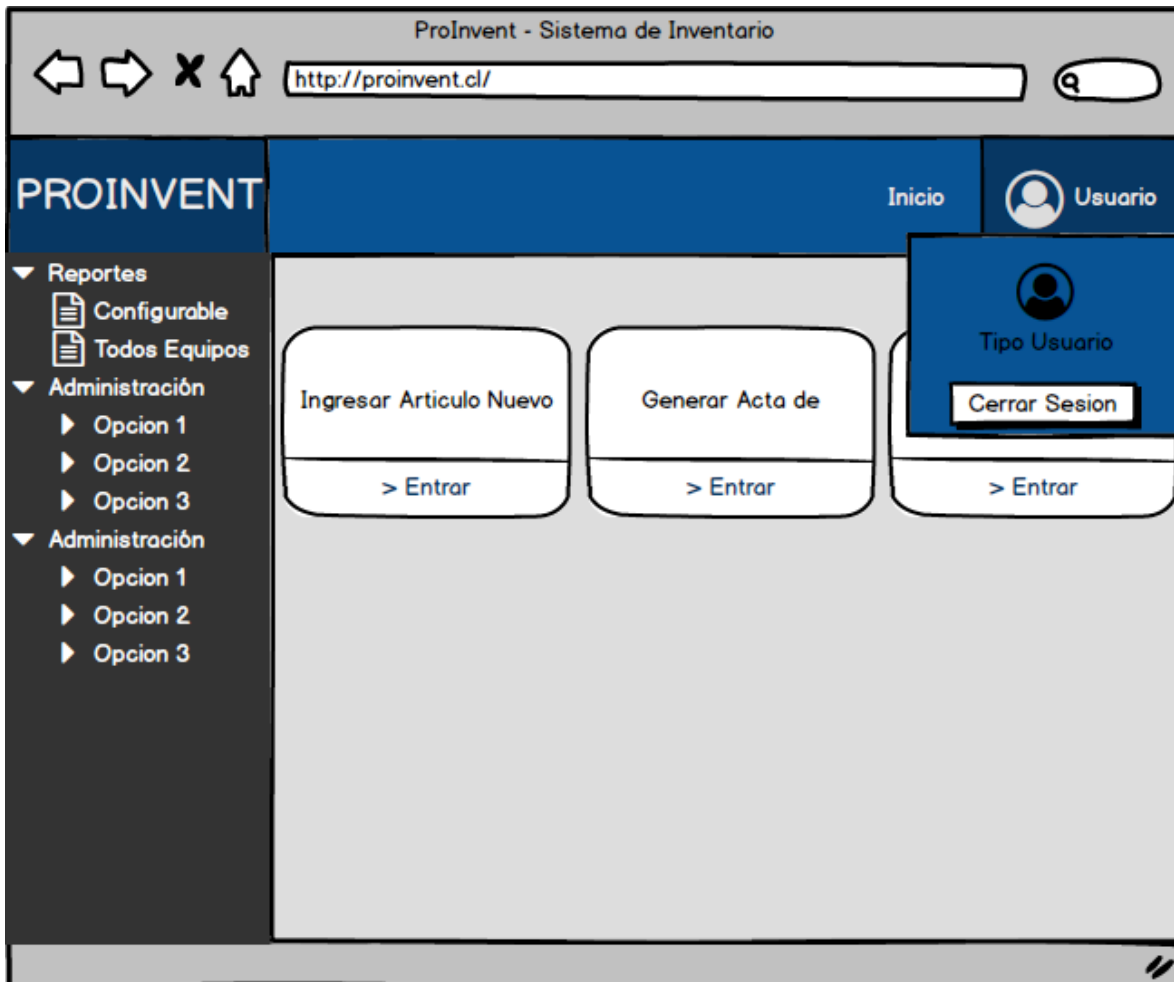 ProInvent - Sistema de Inventario
http://proinvent.cl/
PROINVENT
Inicio
Usuario
Reportes
Configurable
Todos Equipos
Administración
Opcion 1
Opcion 2
Opcion 3
Administración
Opcion 1
Opcion 2
Opcion 3
Tipo Usuario
Cerrar Sesion
Ingresar Articulo Nuevo
Generar Acta de
> Entrar
> Entrar
> Entrar